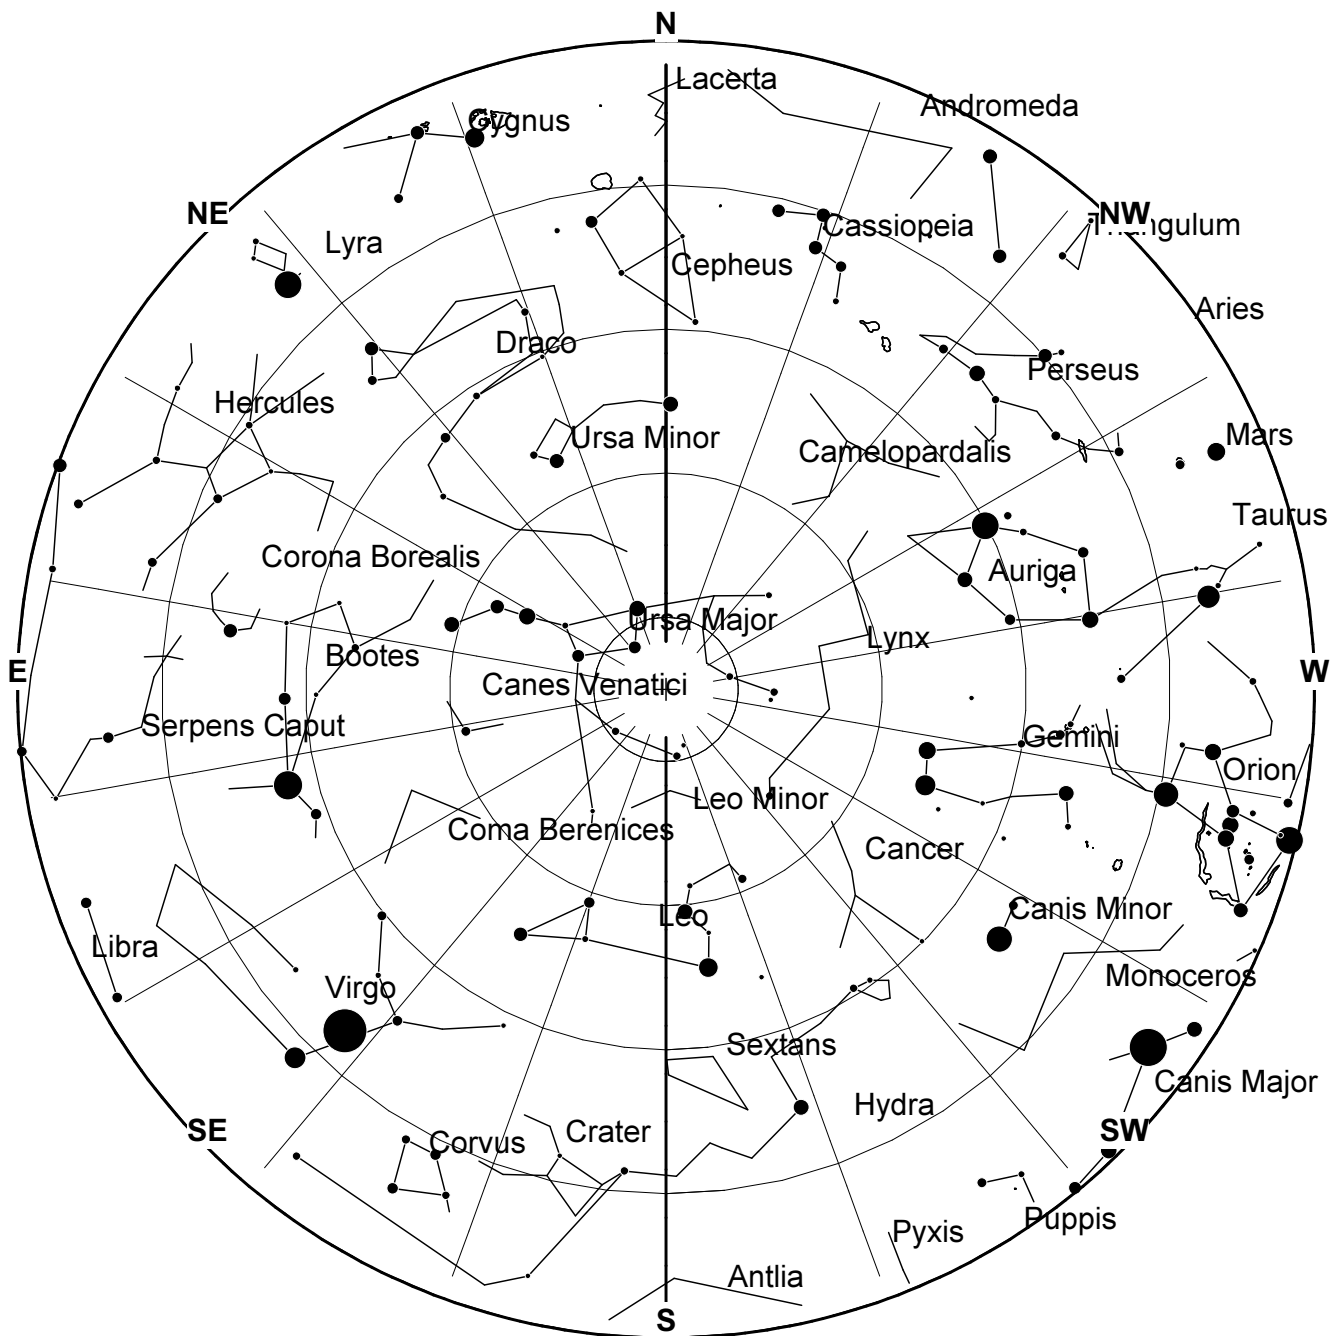 N
Lacerta
Andromeda
Cygnus
NE
NW
Triangulum
Cassiopeia
Lyra
Cepheus
Aries
Draco
Perseus
Hercules
Ursa Minor
Mars
Camelopardalis
Taurus
Corona Borealis
Auriga
Ursa Major
Lynx
Bootes
E
W
Canes Venatici
Serpens Caput
Gemini
Orion
Leo Minor
Coma Berenices
Cancer
Canis Minor
Leo
Libra
Monoceros
Virgo
Sextans
Canis Major
Hydra
SE
SW
Crater
Corvus
Puppis
Pyxis
Antlia
S